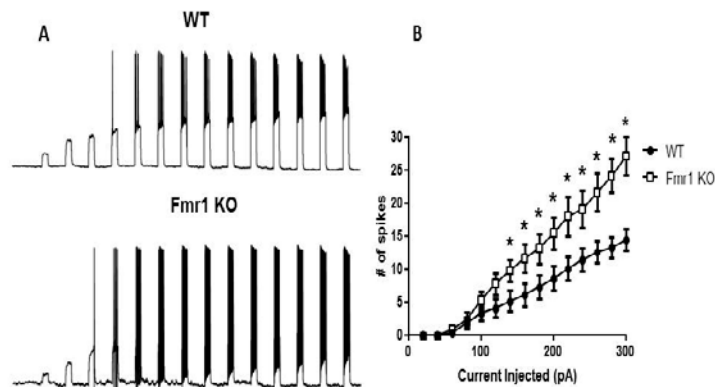 A
WT
Fmr1 KO
B
# of spikes
30
25
20
15
10
5
0
* * * * * * * * *
WT
Fmr1 KO
0
100
200
300
Current Injected (pA)